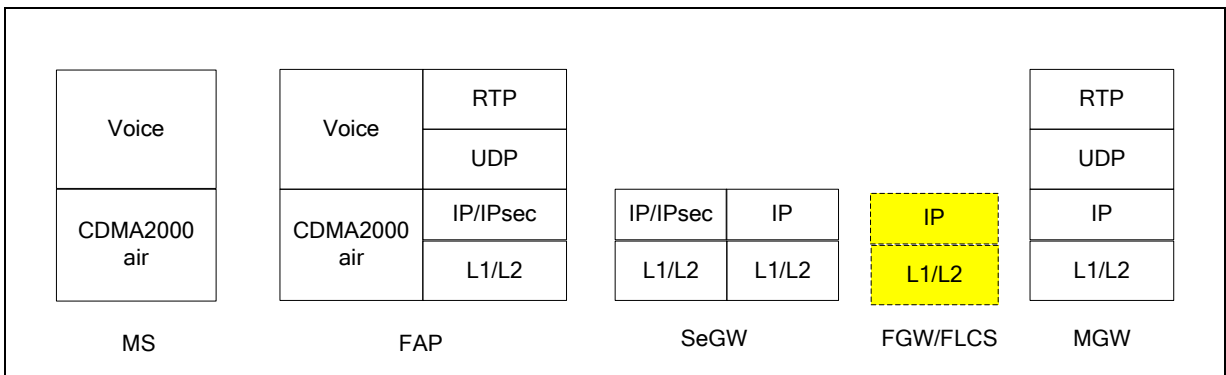 RTP
RTP
Voice
Voice
UDP
UDP
IP/IPsec
IP/IPsec
IP
IP
IP
CDMA2000
air
CDMA2000
air
L1/L2
L1/L2
L1/L2
L1/L2
L1/L2
MS
FAP
SeGW
FGW/FLCS
MGW